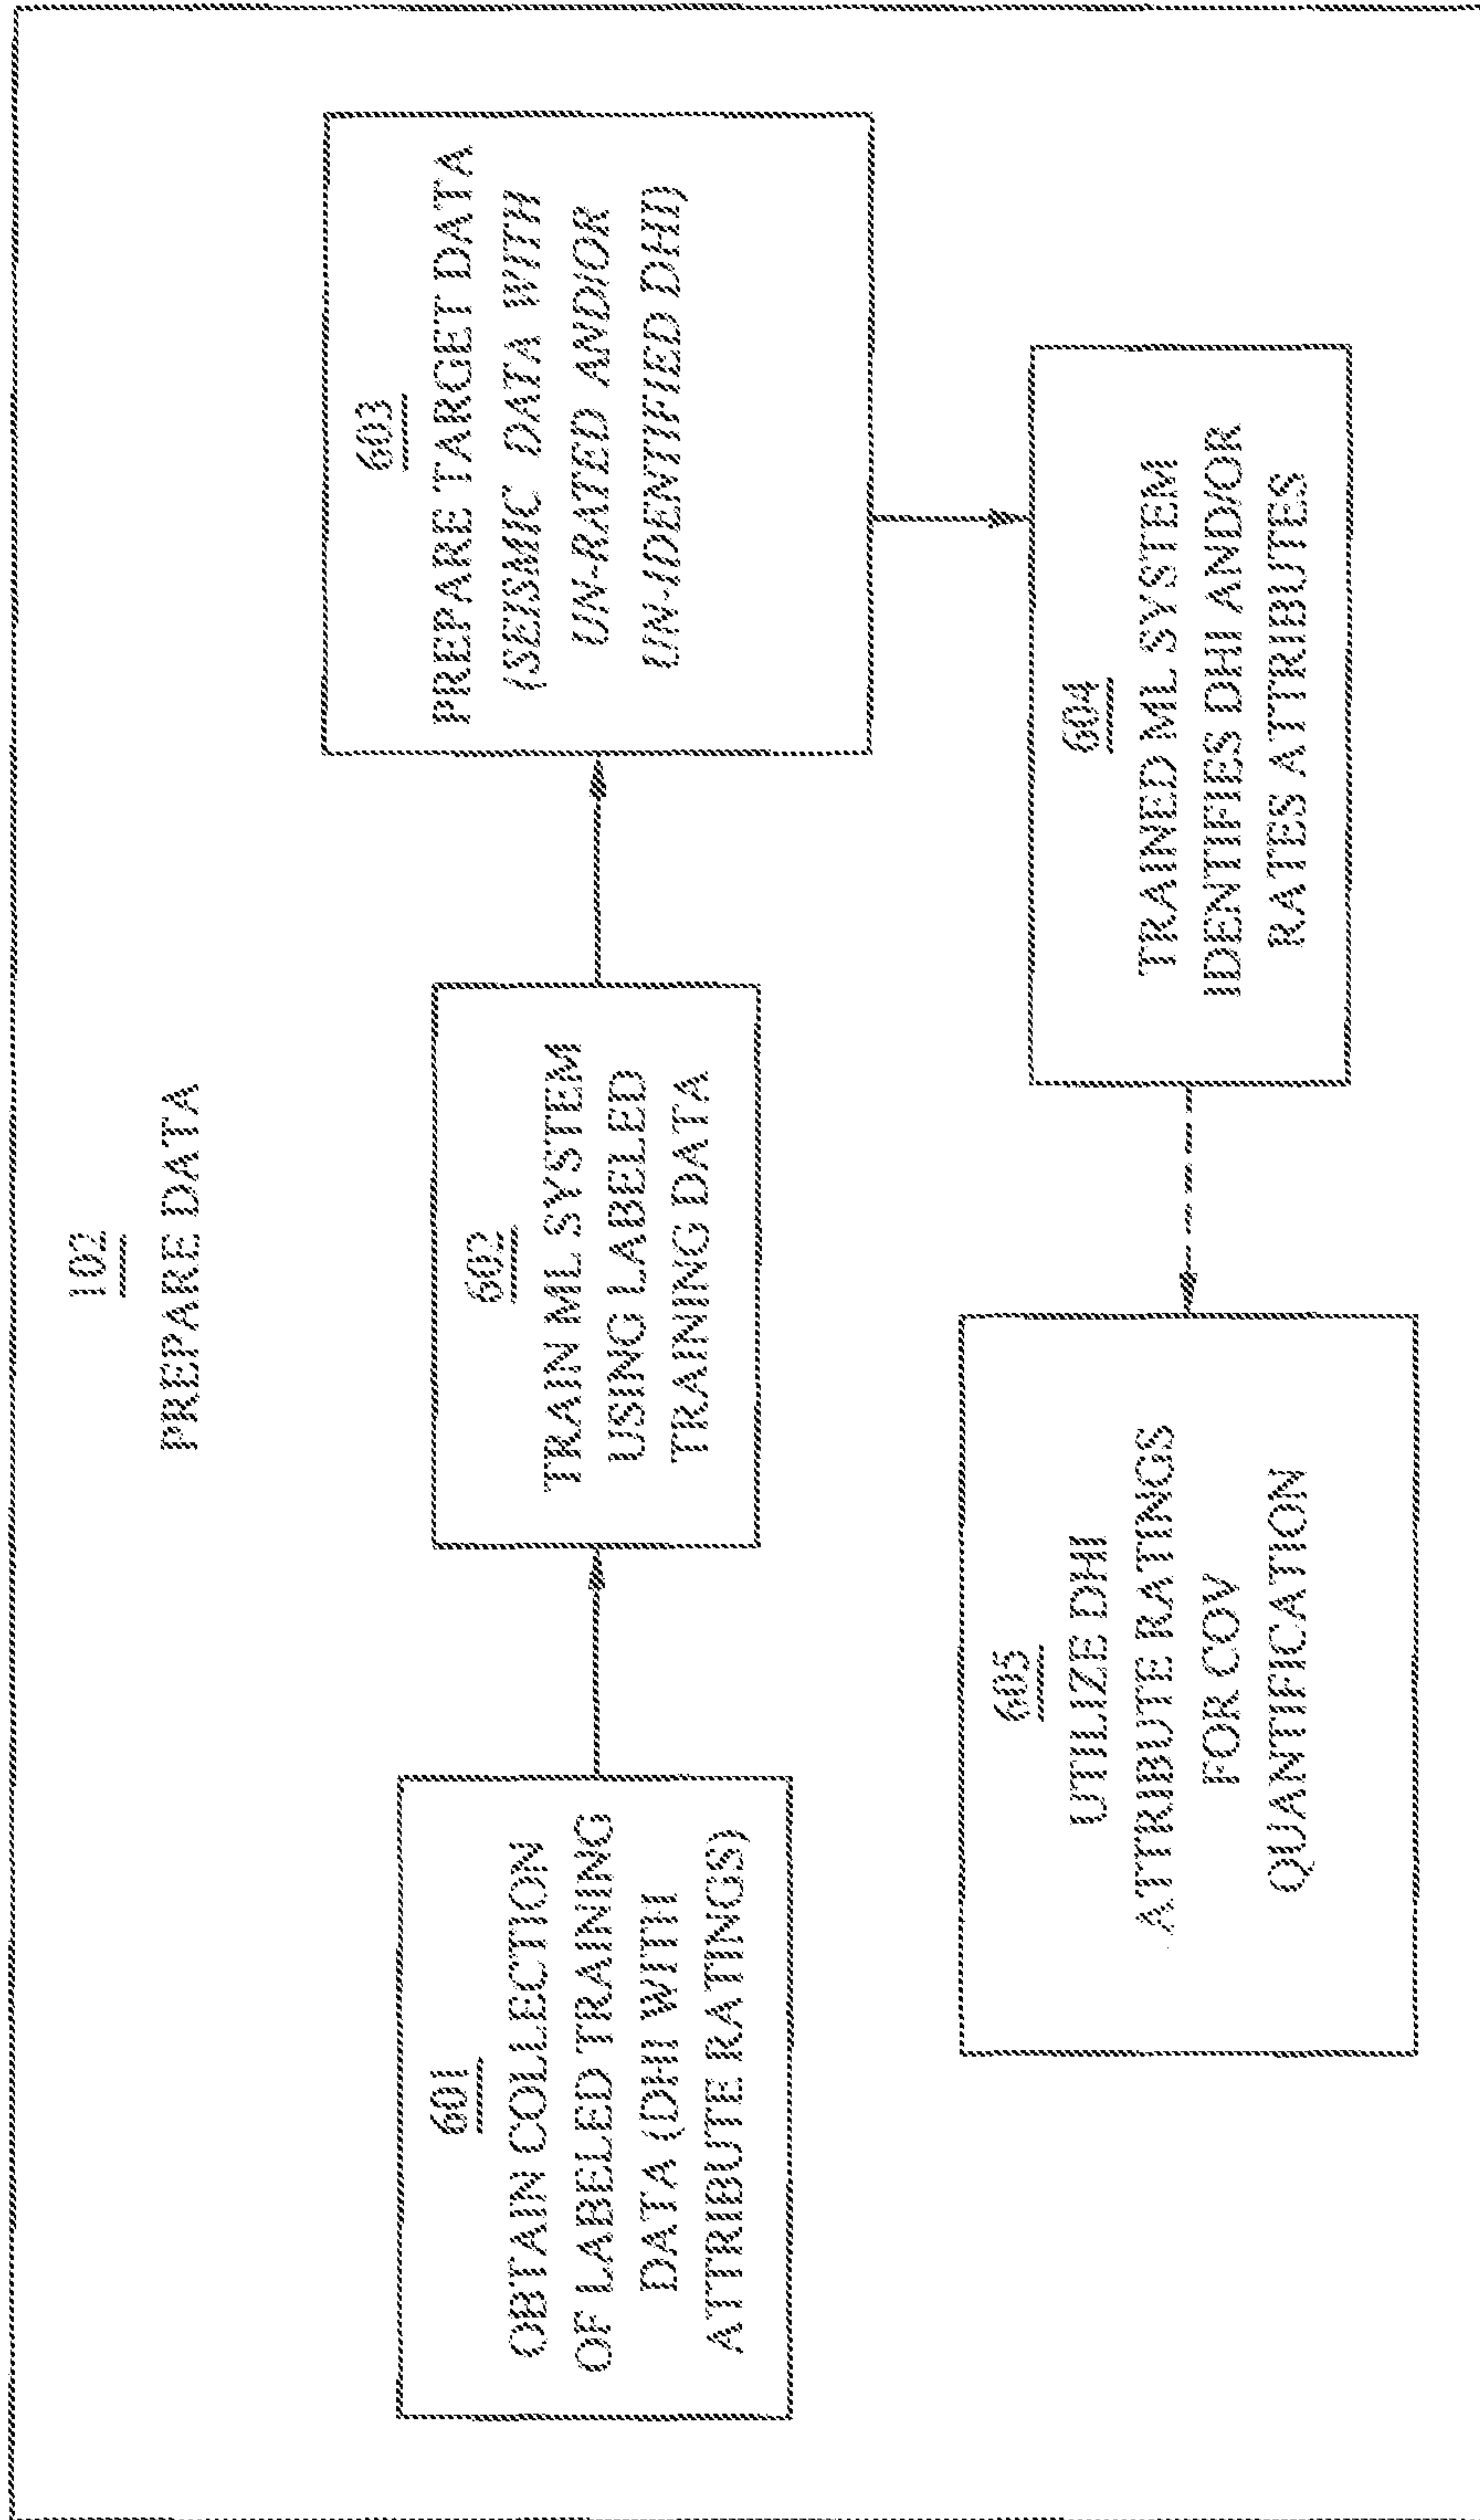 102
PREPARE DATA
601
OBTAIN COLLECTION
OF LABELED TRAINING
DATA (DHI WITH
ATTRIBUTE RATINGS)
602
TRAIN ML SYSTEM
USING LABELED
TRAINING DATA
603
PREPARE TARGET DATA
(SEISMIC DATA WITH
UN-RATED AND/OR
UN-IDENTIFIED DHI)
604
TRAINED ML SYSTEM
IDENTIFIES DHI AND/OR
RATES ATTRIBUTES
605
UTILIZE DHI
ATTRIBUTE RATINGS
FOR COV
QUANTIFICATION